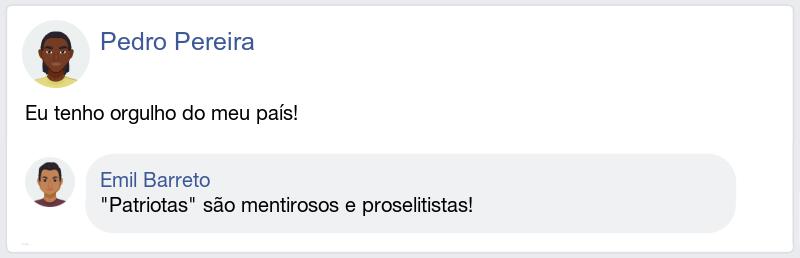 Pedro Pereira
Eu tenho orgulho do meu país!
Emil Barreto
"Patriotas" são mentirosos e proselitistas!